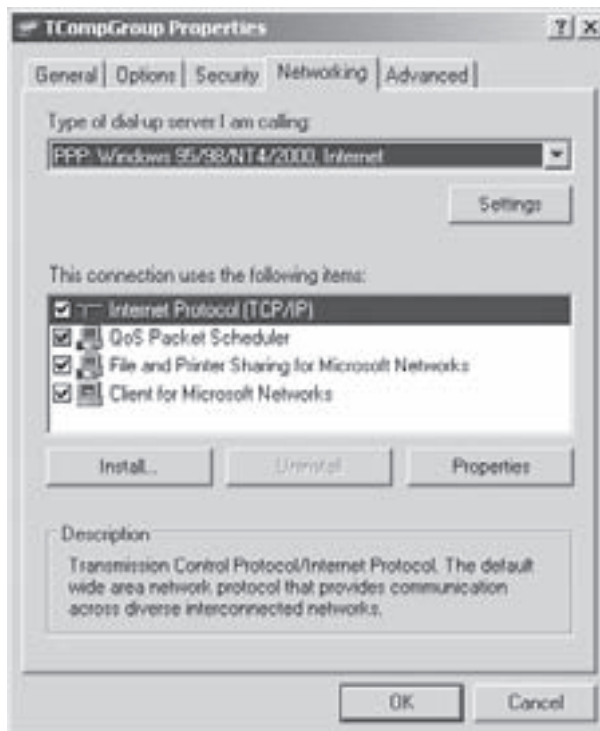 TCompGroup Properties
General Options Security Networking Advanced
Type of dial-up server I am calling:
PPP: Windows 95/98/NT4/2000, Internet
Settings
This connection uses the following items:
Internet Protocol (TCP/IP)
QoS Packet Scheduler
File and Printer Sharing for Microsoft Networks
Client for Microsoft Networks
Install... Uninstall Properties
Description
Transmission Control Protocol/Internet Protocol. The default
wide area network protocol that provides communication
across diverse interconnected networks.
OK Cancel